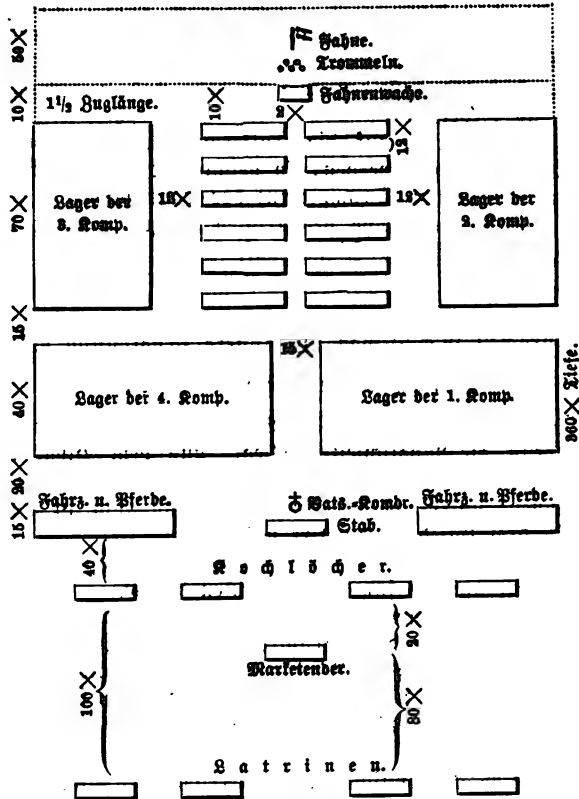 50×
Fahne.
Trommeln.
10×
1½ Zuglänge.
10×
Fahnenwache.
2×
12×
70×
Lager der
3. Komp.
12×
12×
Lager der
2. Komp.
15×
15×
40×
Lager der 4. Komp.
Lager der 1. Komp.
360× Tiefe.
20×
Fahrz. u. Pferde.
Bats.-Komdr.
Fahrz. u. Pferde.
15×
Stab.
40×
Kochlöcher.
20×
Marketender.
100×
80×
Latrinen.